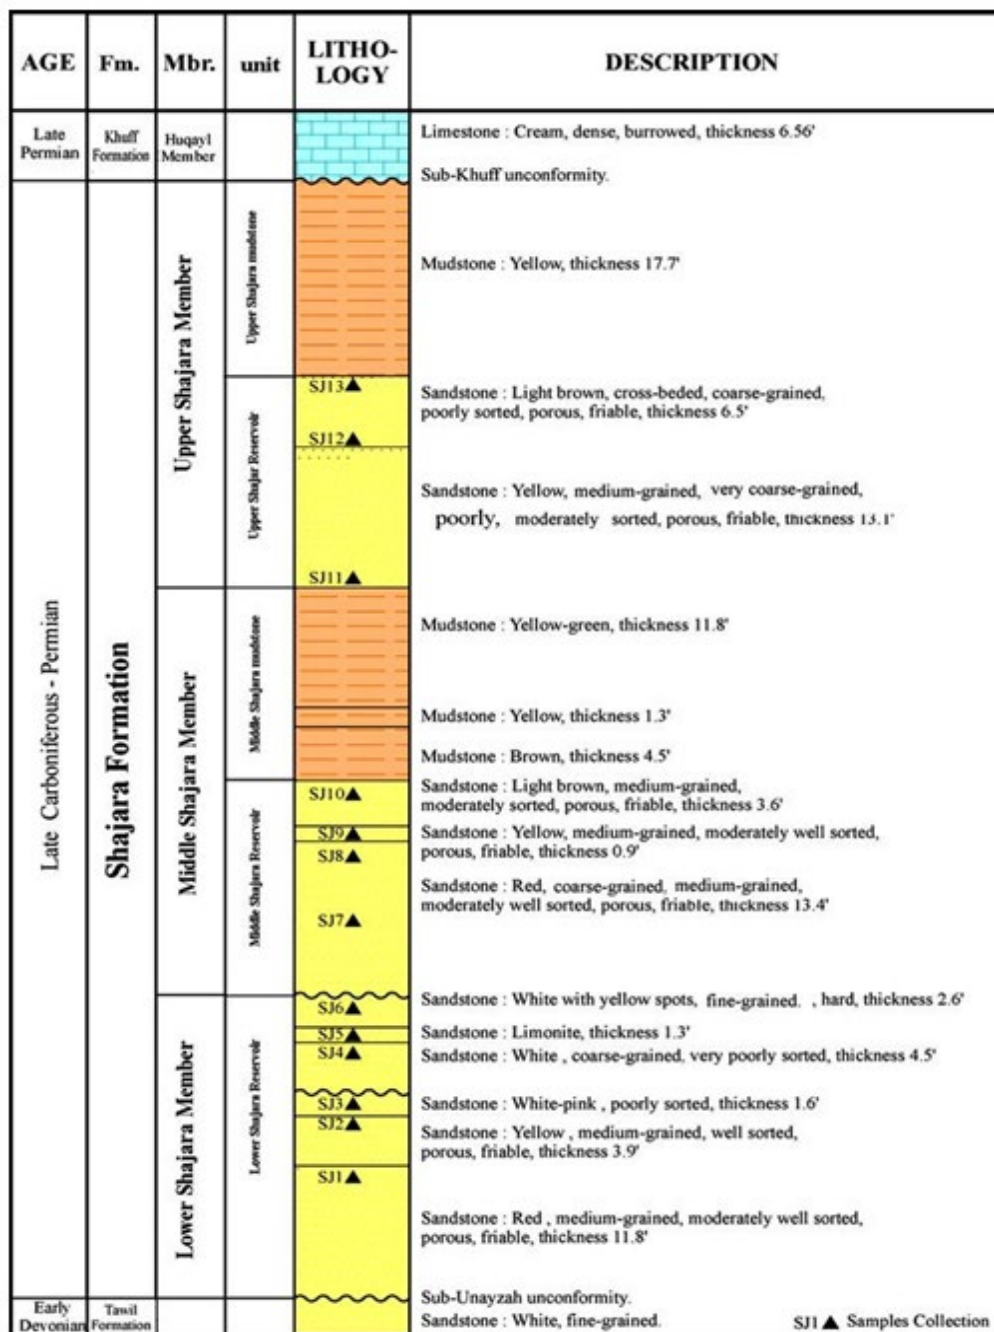 AGE Fm. Mbr. unit LITHO-
LOGY DESCRIPTION
Late
Permian
Khuff
Formation
Huqayl
Member
Limestone : Cream, dense, burrowed, thickness 6.56'
Sub-Khuff unconformity.
Late Carboniferous - Permian
Shajara Formation
Upper Shajara Member
Upper Shajara mudstone
Mudstone : Yellow, thickness 17.7'
Upper Shajar Reservoir
SJ13▲
Sandstone : Light brown, cross-beded, coarse-grained,
poorly sorted, porous, friable, thickness 6.5'
SJ12▲
Sandstone : Yellow, medium-grained, very coarse-grained,
poorly, moderately sorted, porous, friable, thickness 13.1'
SJ11▲
Middle Shajara Member
Middle Shajara mudstone
Mudstone : Yellow-green, thickness 11.8'
Mudstone : Yellow, thickness 1.3'
Mudstone : Brown, thickness 4.5'
Middle Shajara Reservoir
SJ10▲
Sandstone : Light brown, medium-grained,
moderately sorted, porous, friable, thickness 3.6'
SJ9▲
Sandstone : Yellow, medium-grained, moderately well sorted,
porous, friable, thickness 0.9'
SJ8▲
Sandstone : Red, coarse-grained, medium-grained,
moderately well sorted, porous, friable, thickness 13.4'
SJ7▲
Lower Shajara Member
Lower Shajara Reservoir
SJ6▲
Sandstone : White with yellow spots, fine-grained. , hard, thickness 2.6'
SJ5▲
Sandstone : Limonite, thickness 1.3'
SJ4▲
Sandstone : White , coarse-grained, very poorly sorted, thickness 4.5'
SJ3▲
Sandstone : White-pink , poorly sorted, thickness 1.6'
SJ2▲
Sandstone : Yellow , medium-grained, well sorted,
porous, friable, thickness 3.9'
SJ1▲
Sandstone : Red , medium-grained, moderately well sorted,
porous, friable, thickness 11.8'
Sub-Unayzah unconformity.
Early
Devonian
Tawil
Formation
Sandstone : White, fine-grained.
SJ1▲ Samples Collection